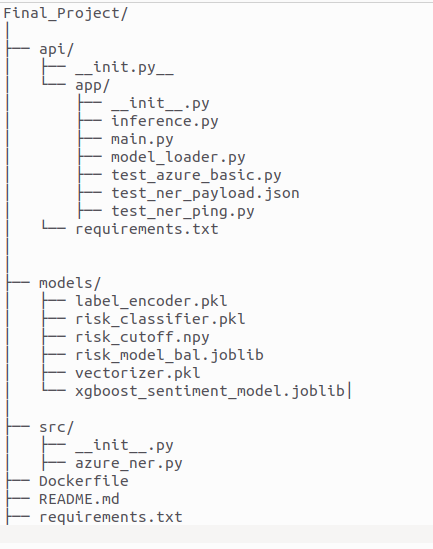 Final_Project/
│
├── api/
│   ├── __init.py__
│   └── app/
│       ├── __init__.py
│       ├── inference.py
│       ├── main.py
│       ├── model_loader.py
│       ├── test_azure_basic.py
│       ├── test_ner_payload.json
│       ├── test_ner_ping.py
│   └── requirements.txt
│
│
├── models/
│   ├── label_encoder.pkl
│   ├── risk_classifier.pkl
│   ├── risk_cutoff.npy
│   ├── risk_model_bal.joblib
│   ├── vectorizer.pkl
│   └── xgboost_sentiment_model.joblib
│
├── src/
│   ├── __init__.py
│   ├── azure_ner.py
├── Dockerfile
├── README.md
├── requirements.txt